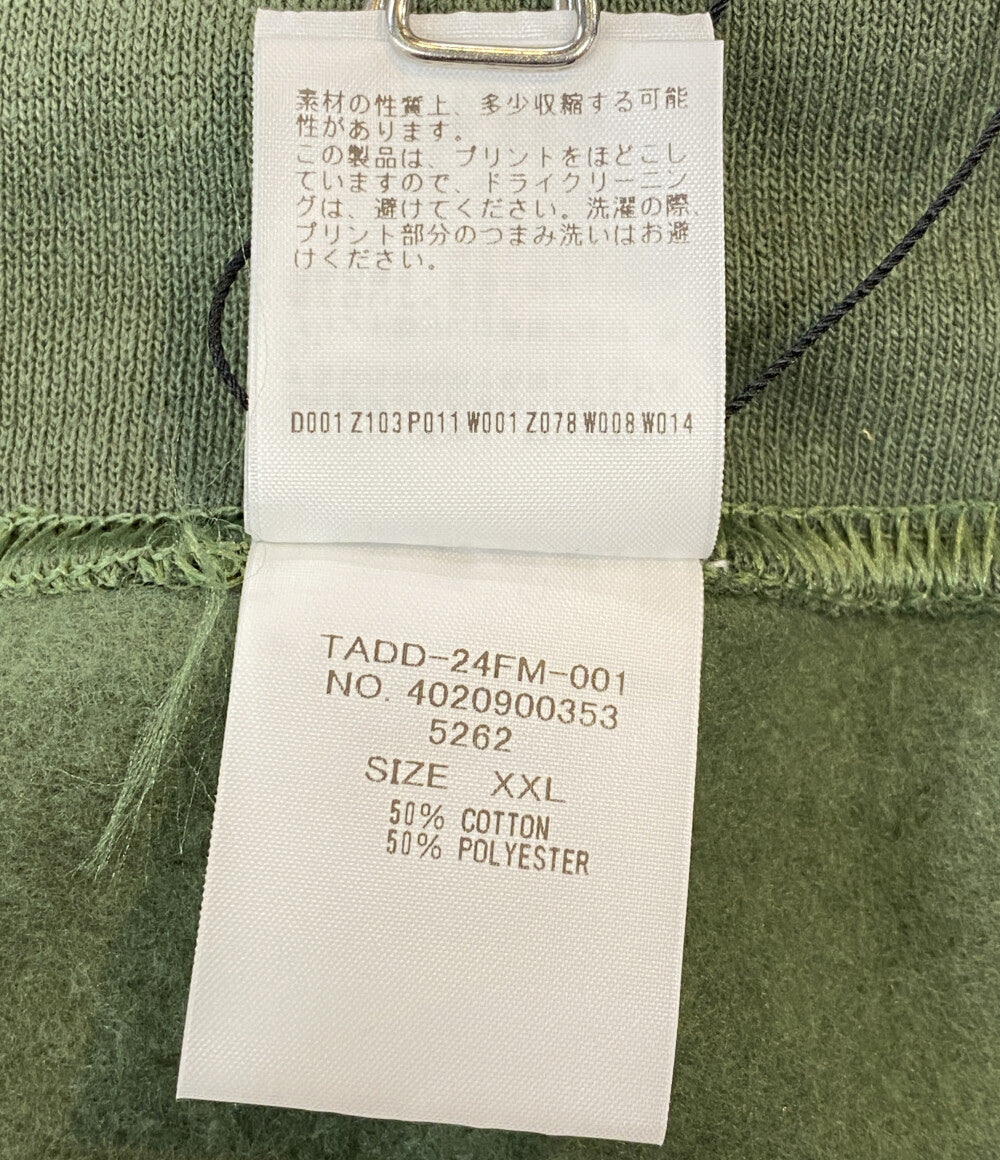 素材の性質上、多少収縮する可能
性があります。
この製品は、プリントをほどこし
ていますので、ドライクリーニン
グは、避けてください。洗濯の際、
プリント部分のつまみ洗いはお避
けください。
D001 Z103 P011 W001 Z078 W008 W014
TADD-24FM-001
NO. 4020900353
5262
SIZE XXL
50% COTTON
50% POLYESTER